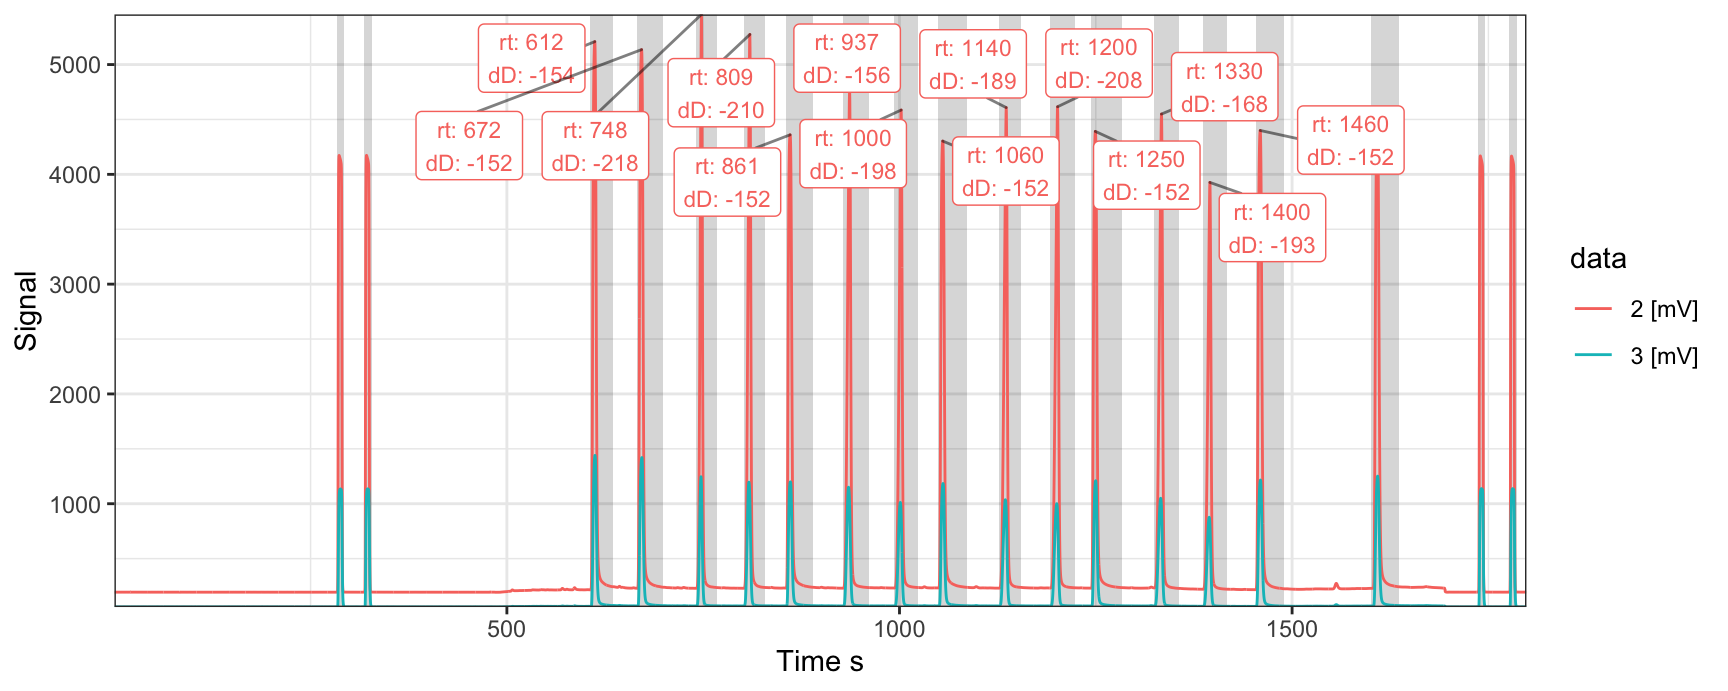 rt: 612
dD: -154
rt: 672
dD: -152
rt: 748
dD: -218
rt: 809
dD: -210
rt: 861
dD: -152
rt: 937
dD: -156
rt: 1000
dD: -198
rt: 1060
dD: -152
rt: 1140
dD: -189
rt: 1200
dD: -208
rt: 1250
dD: -152
rt: 1330
dD: -168
rt: 1400
dD: -193
rt: 1460
dD: -152
5000
4000
3000
2000
1000
Signal
500
1000
1500
Time s
data
2 [mV]
3 [mV]